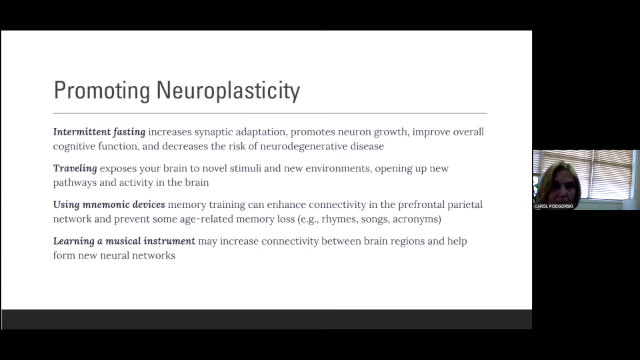 Promoting Neuroplasticity
Intermittent fasting increases synaptic adaptation, promotes neuron growth, improve overall
cognitive function, and decreases the risk of neurodegenerative disease
Traveling exposes your brain to novel stimuli and new environments, opening up new
pathways and activity in the brain
Using mnemonic devices memory training can enhance connectivity in the prefrontal parietal
network and prevent some age-related memory loss (e.g., rhymes, songs, acronyms)
Learning a musical instrument may increase connectivity between brain regions and help
form new neural networks
CAROL PODGORSKI